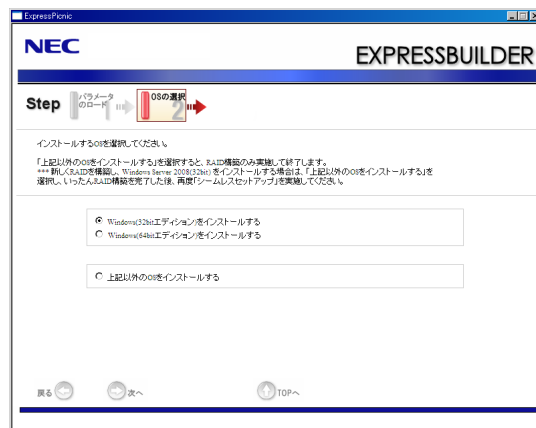 ExpressPicnic
NEC
EXPRESSBUILDER
Step パラメータのロード 1 OSの選択 2
インストールするOSを選択してください。
「上記以外のOSをインストールする」を選択すると、RAID構築のみ実施して終了します。
*** 新しくRAIDを構築し、Windows Server 2008(32bit) をインストールする場合は、「上記以外のOSをインストールする」を
選択し、いったんRAID構築を完了した後、再度「シームレスセットアップ」を実施してください。
Windows(32bitエディション)をインストールする
Windows(64bitエディション)をインストールする
上記以外のOSをインストールする
戻る 次へ TOPへ